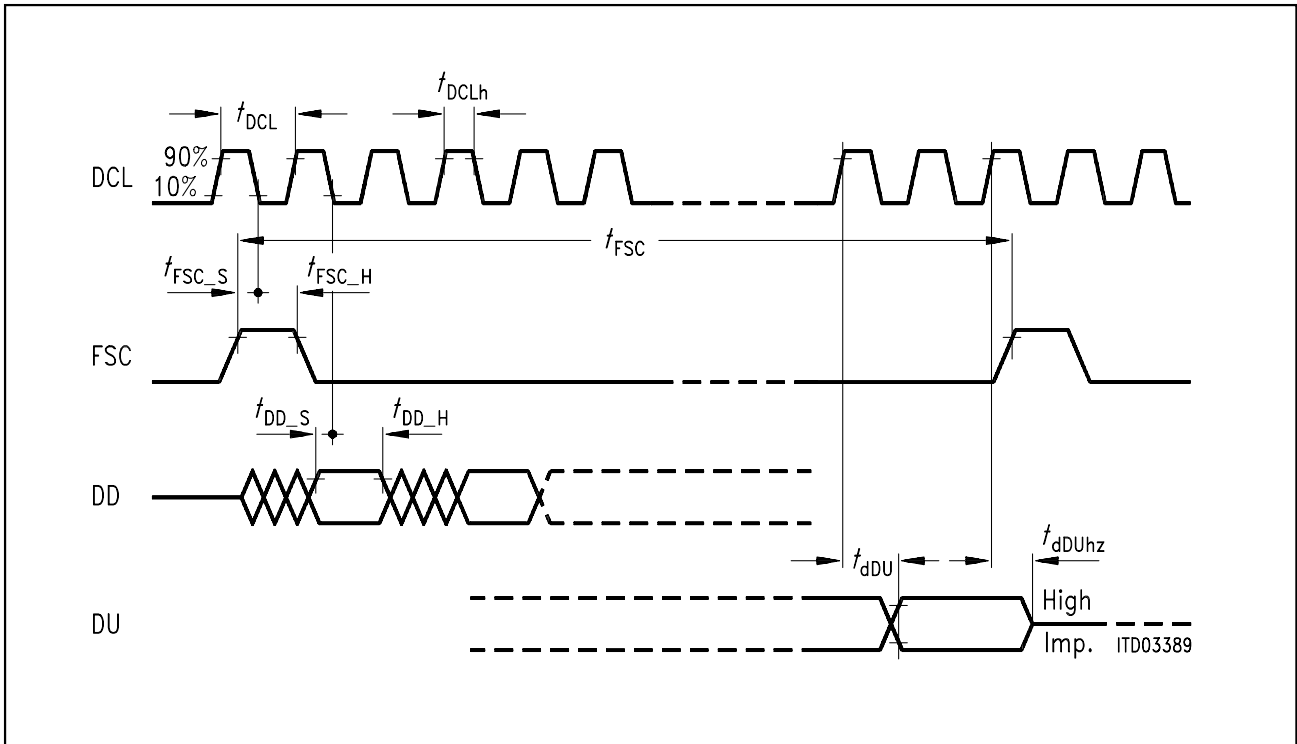 tDCLh
tDCL
90%
DCL
10%
tFSC
tFSC_S
tFSC_H
FSC
tDD_S
tDD_H
DD
tdDUhz
tdDU
High
DU
Imp.
ITD03389